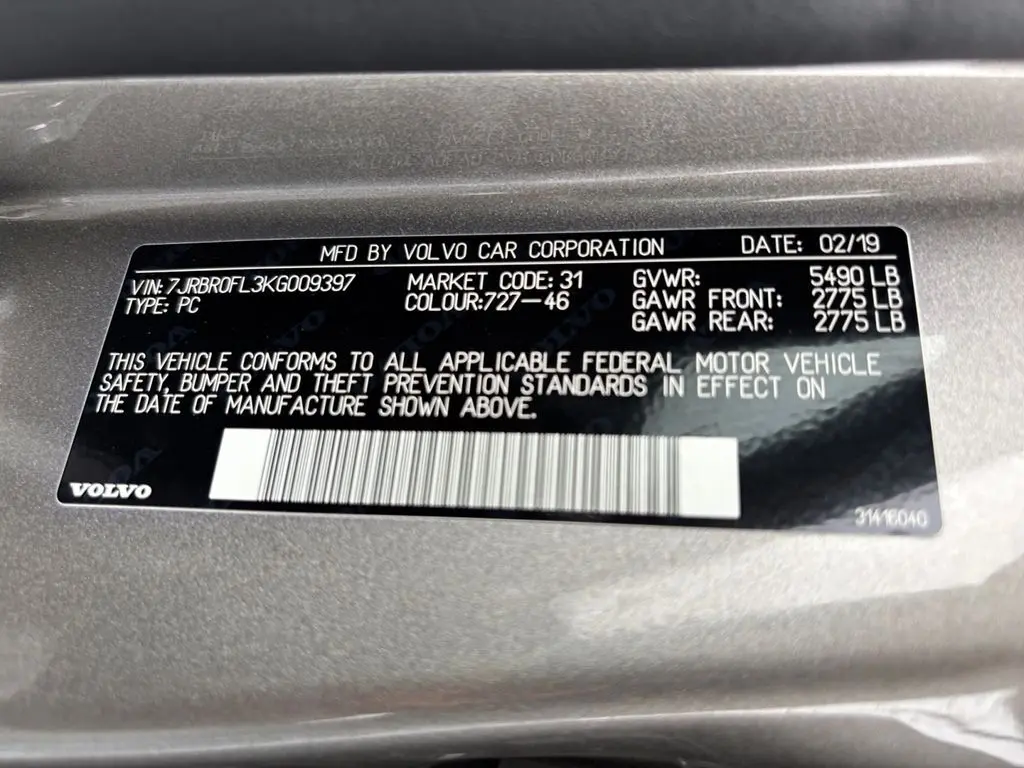 MFD BY VOLVO CAR CORPORATION DATE: 02/19
VIN: 7JRBR0FL3KG009397 MARKET CODE: 31 GVWR: 5490 LB
TYPE: PC COLOUR:727-46 GAWR FRONT: 2775 LB
GAWR REAR: 2775 LB
THIS VEHICLE CONFORMS TO ALL APPLICABLE FEDERAL MOTOR VEHICLE
SAFETY, BUMPER AND THEFT PREVENTION STANDARDS IN EFFECT ON
THE DATE OF MANUFACTURE SHOWN ABOVE.
VOLVO
31416040